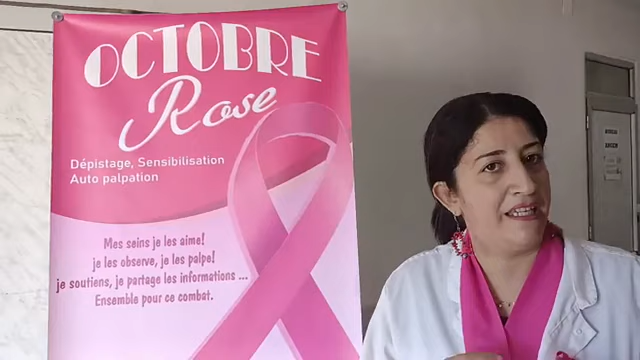 OCTOBRE
Rose
Dépistage, Sensibilisation
Auto palpation
Mes seins je les aime!
je les observe, je les palpe!
je soutiens, je partage les informations ...
Ensemble pour ce combat.